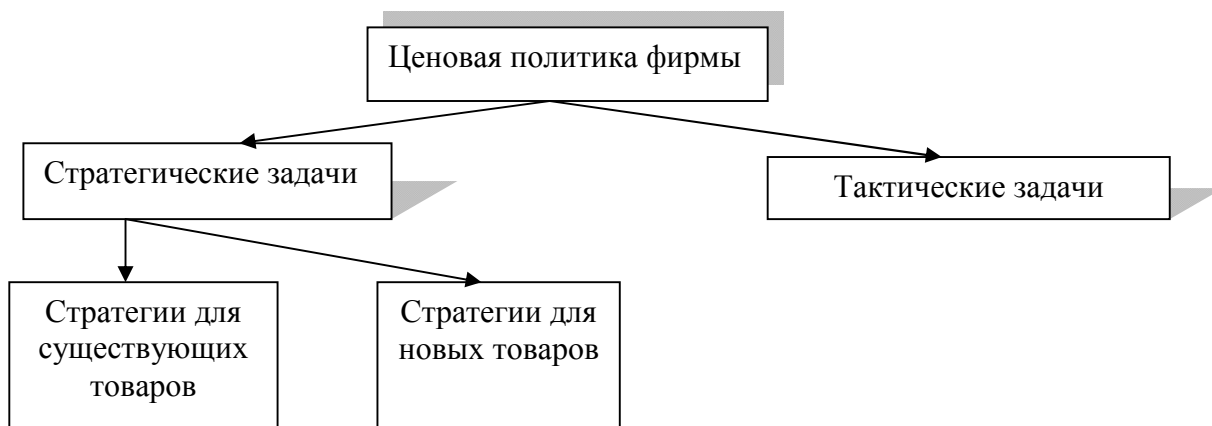 Ценовая политика фирмы
Стратегические задачи
Тактические задачи
Стратегии для
существующих
товаров
Стратегии для
новых товаров